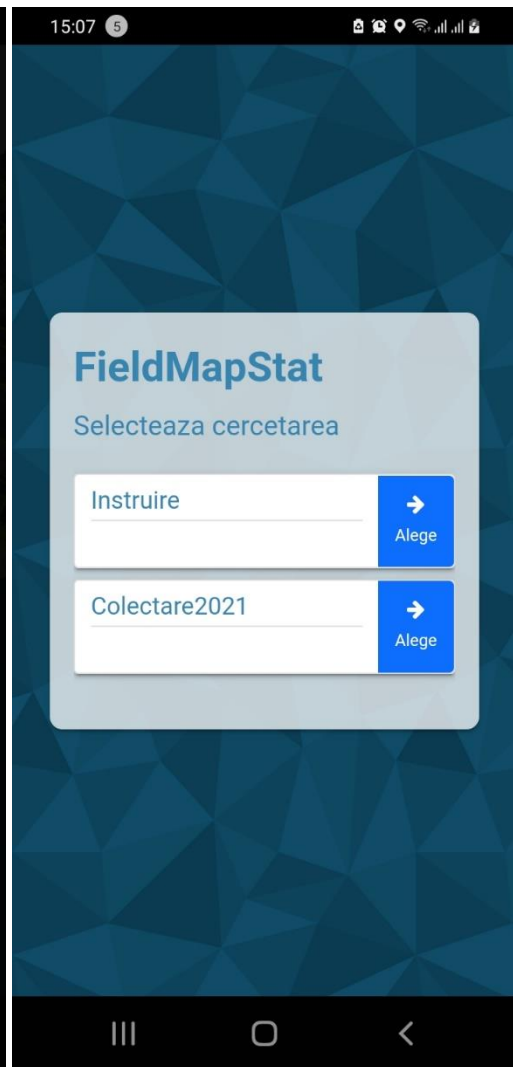 15:07 5
FieldMapStat
Selecteaza cercetarea
Instruire
Alege
Colectare2021
Alege